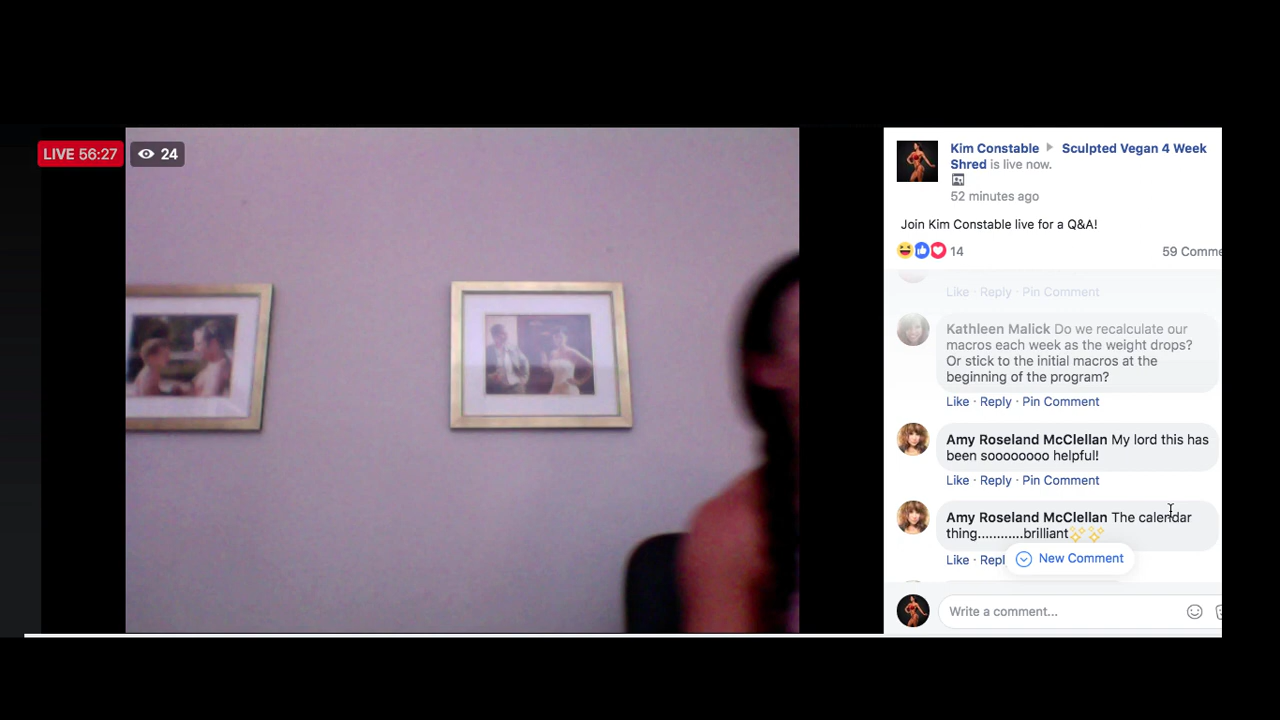 LIVE 56:27
24
Kim Constable
Sculpted Vegan 4 Week
Shred is live now.
52 minutes ago
Join Kim Constable live for a Q&A!
14
59 Comme
Like · Reply · Pin Comment
Kathleen Malick Do we recalculate our
macros each week as the weight drops?
Or stick to the initial macros at the
beginning of the program?
Like · Reply · Pin Comment
Amy Roseland McClellan My lord this has
been soooooooo helpful!
Like · Reply · Pin Comment
Amy Roseland McClellan The calendar
thing............brilliant✨✨
Like · Repl
New Comment
Write a comment...